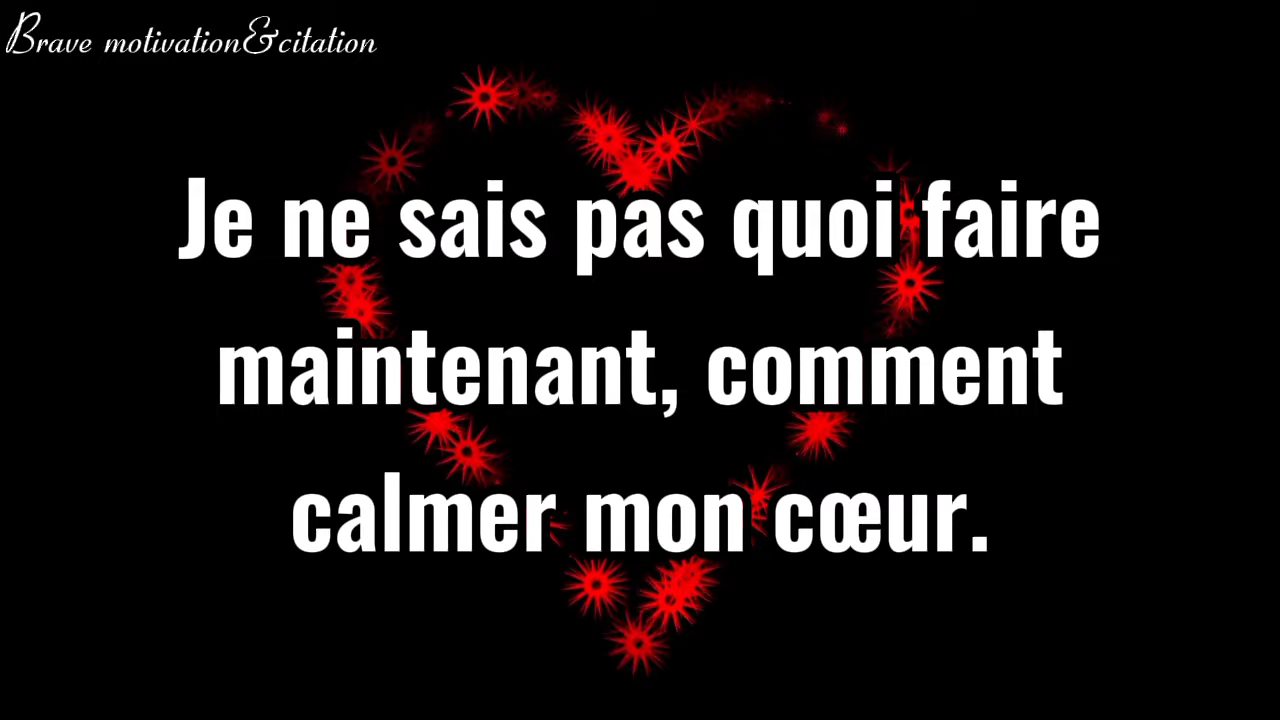 Brave motivation&citation
Je ne sais pas quoi faire
maintenant, comment
calmer mon cœur.